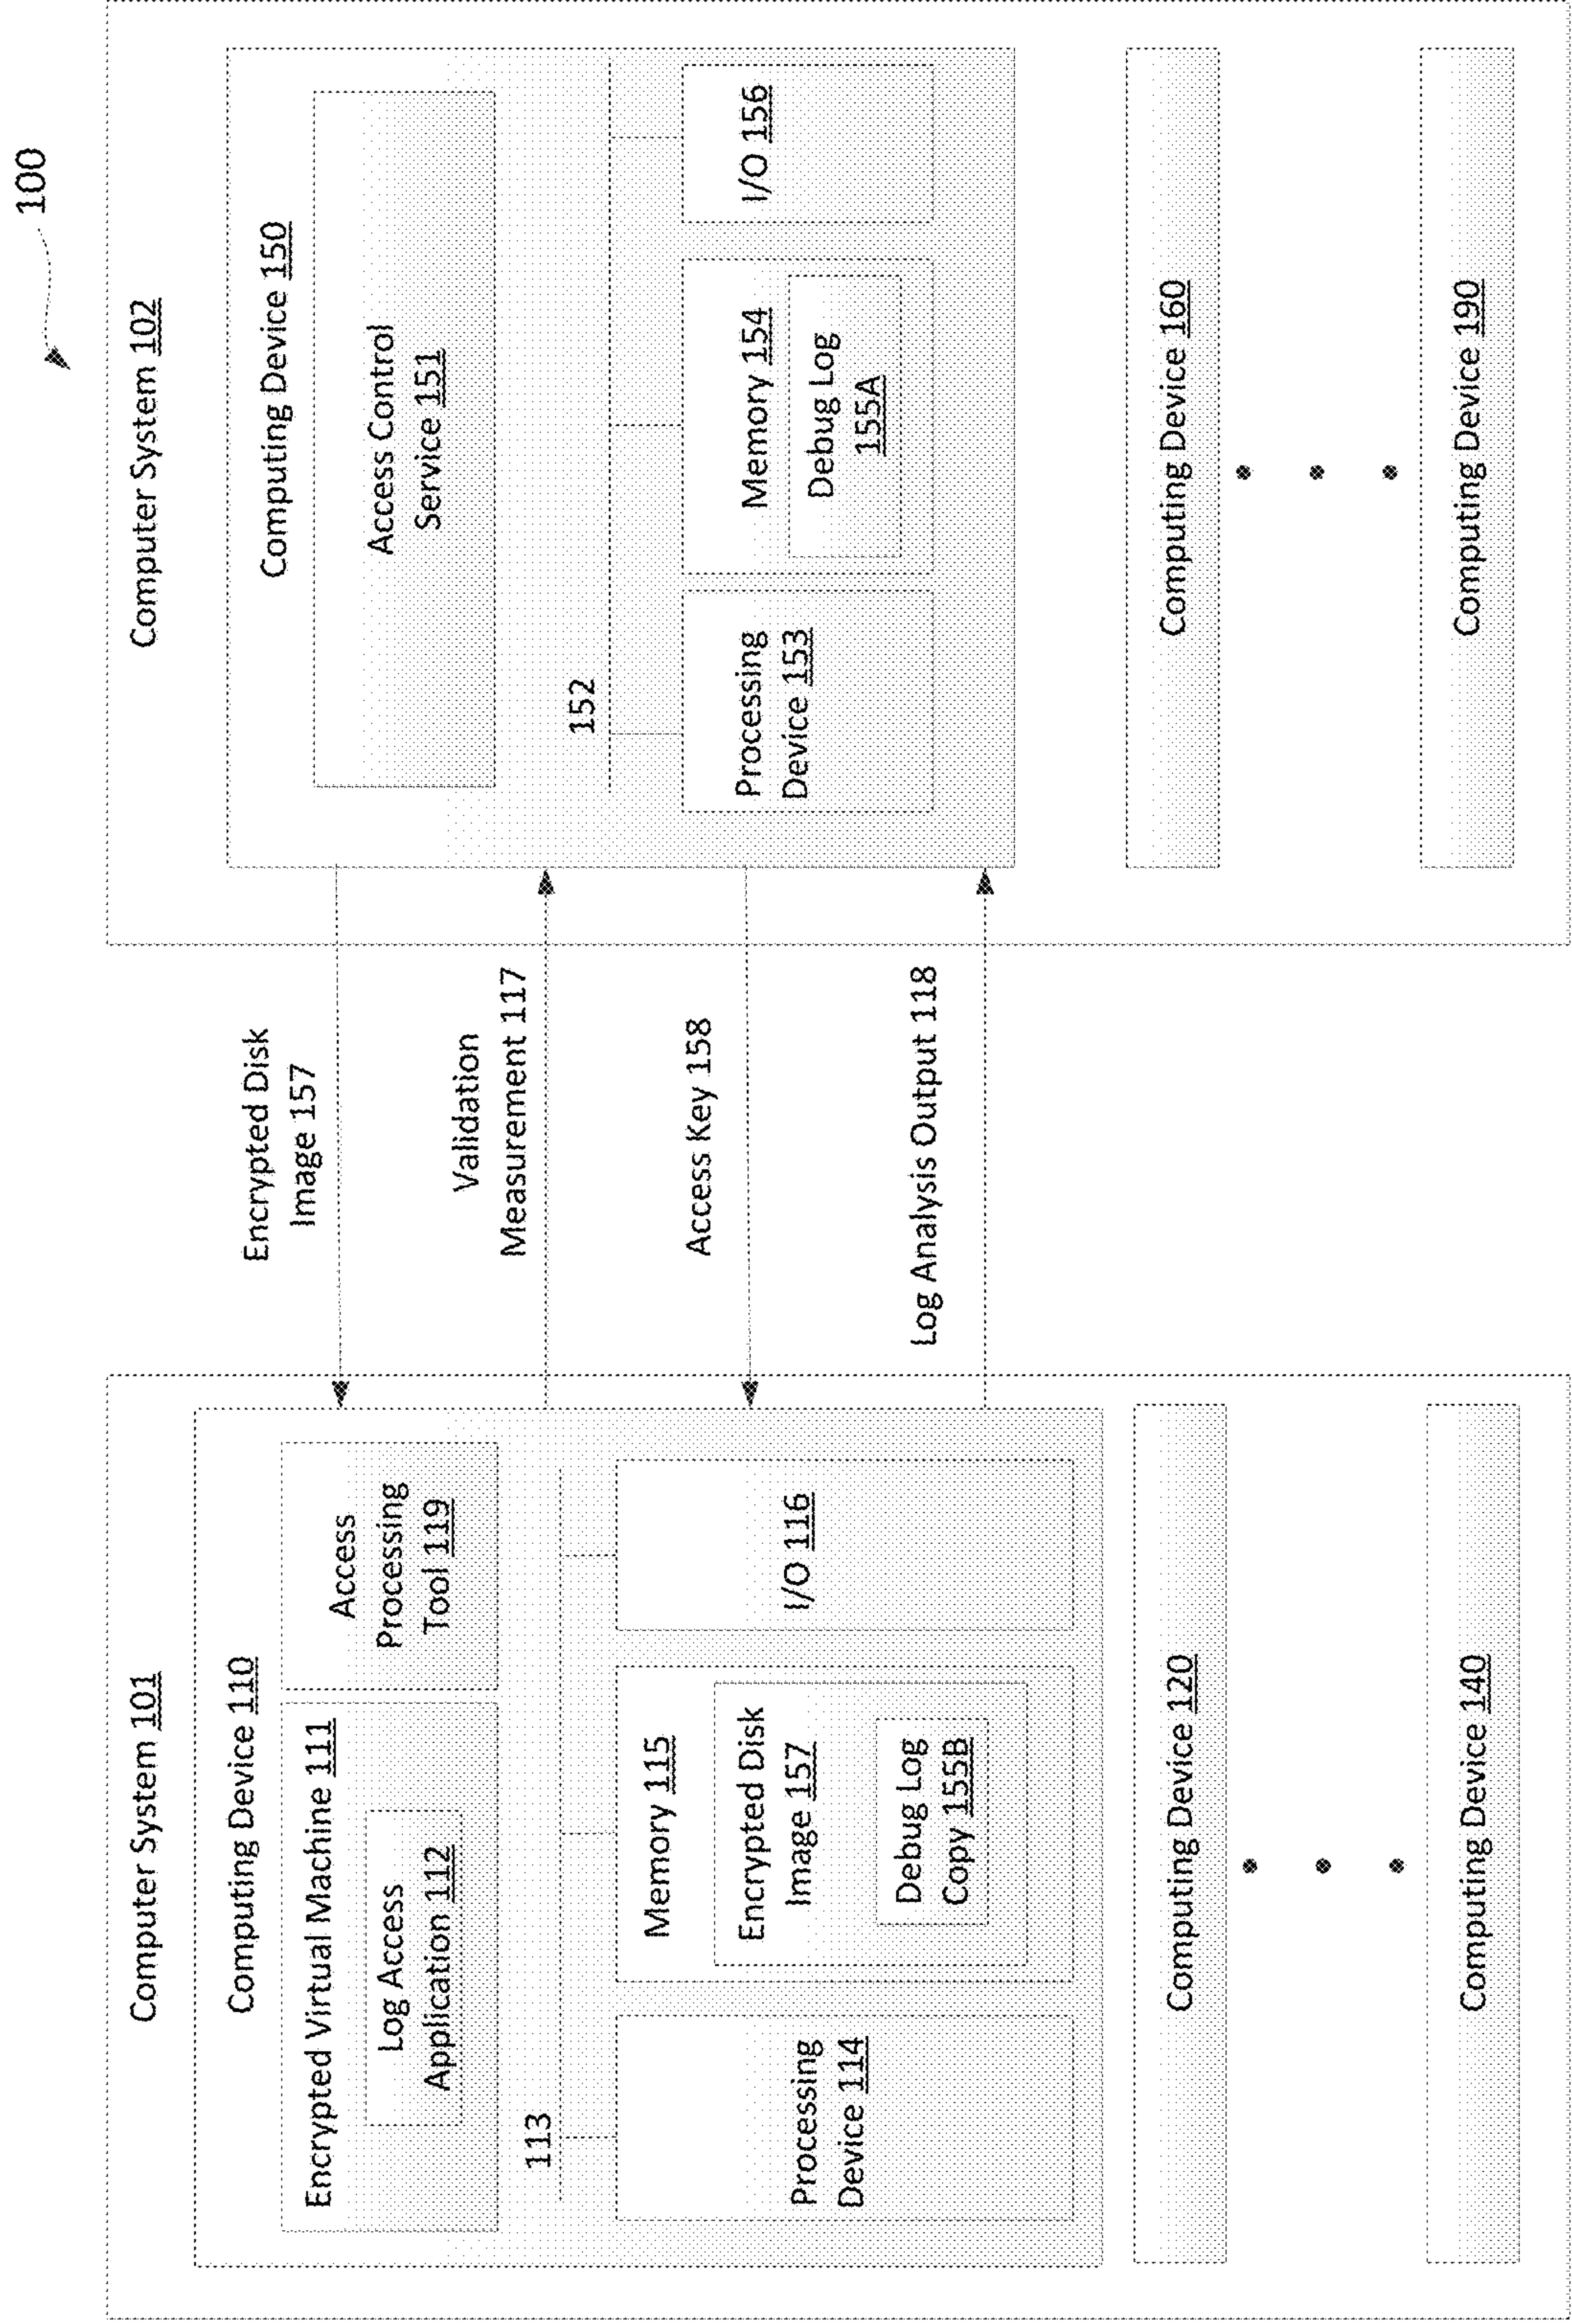 100
Computer System 101
Computing Device 110
Encrypted Virtual Machine 111
Log Access
Application 112
Access
Processing
Tool 119
113
Processing
Device 114
Memory 115
Encrypted Disk
Image 157
Debug Log
Copy 155B
I/O 116
Computing Device 120
Computing Device 140
Encrypted Disk
Image 157
Validation
Measurement 117
Access Key 158
Log Analysis Output 118
Computer System 102
Computing Device 150
Access Control
Service 151
152
Processing
Device 153
Memory 154
Debug Log
155A
I/O 156
Computing Device 160
Computing Device 190